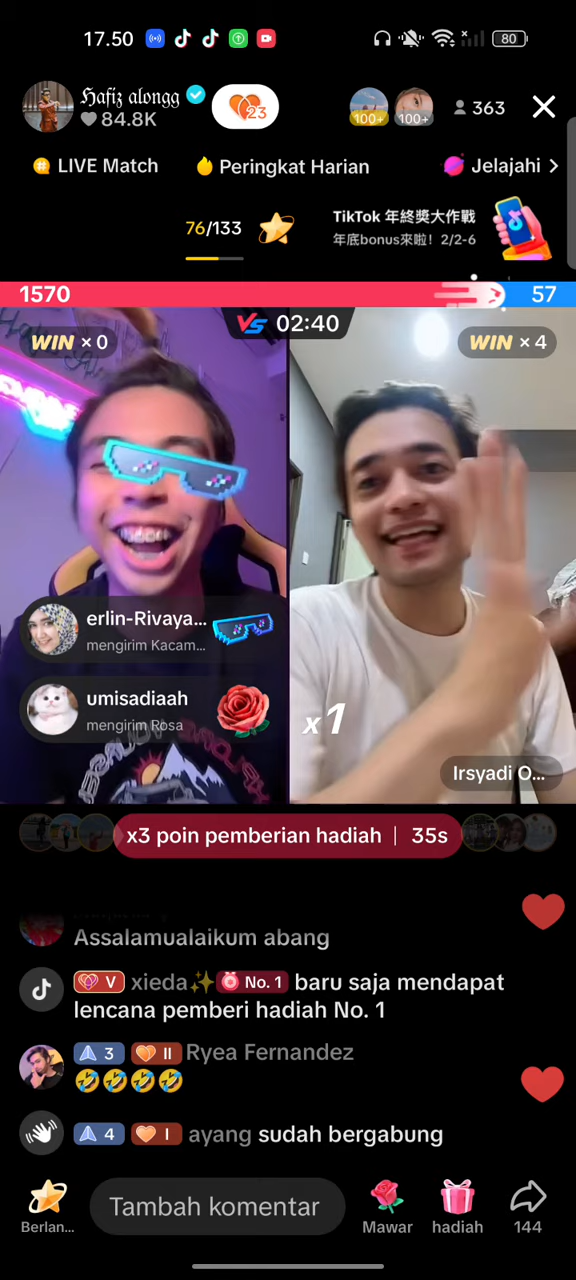 17.50
80
Hafiz alongg
84.8K
23
100+
100+
363
LIVE Match
Peringkat Harian
Jelajahi
76/133
TikTok 年終獎大作戰
年底bonus來啦！2/2-6
1570
57
VS 02:40
WIN × 0
WIN × 4
erlin-Rivaya...
mengirim Kacam...
umisadiaah
mengirim Rosa
x1
Irsyadi O...
x3 poin pemberian hadiah | 35s
Assalamualaikum abang
V xieda✨ No. 1 baru saja mendapat
lencana pemberi hadiah No. 1
3 II Ryea Fernandez
🤣🤣🤣🤣
4 I ayang sudah bergabung
Berlan...
Tambah komentar
Mawar
hadiah
144